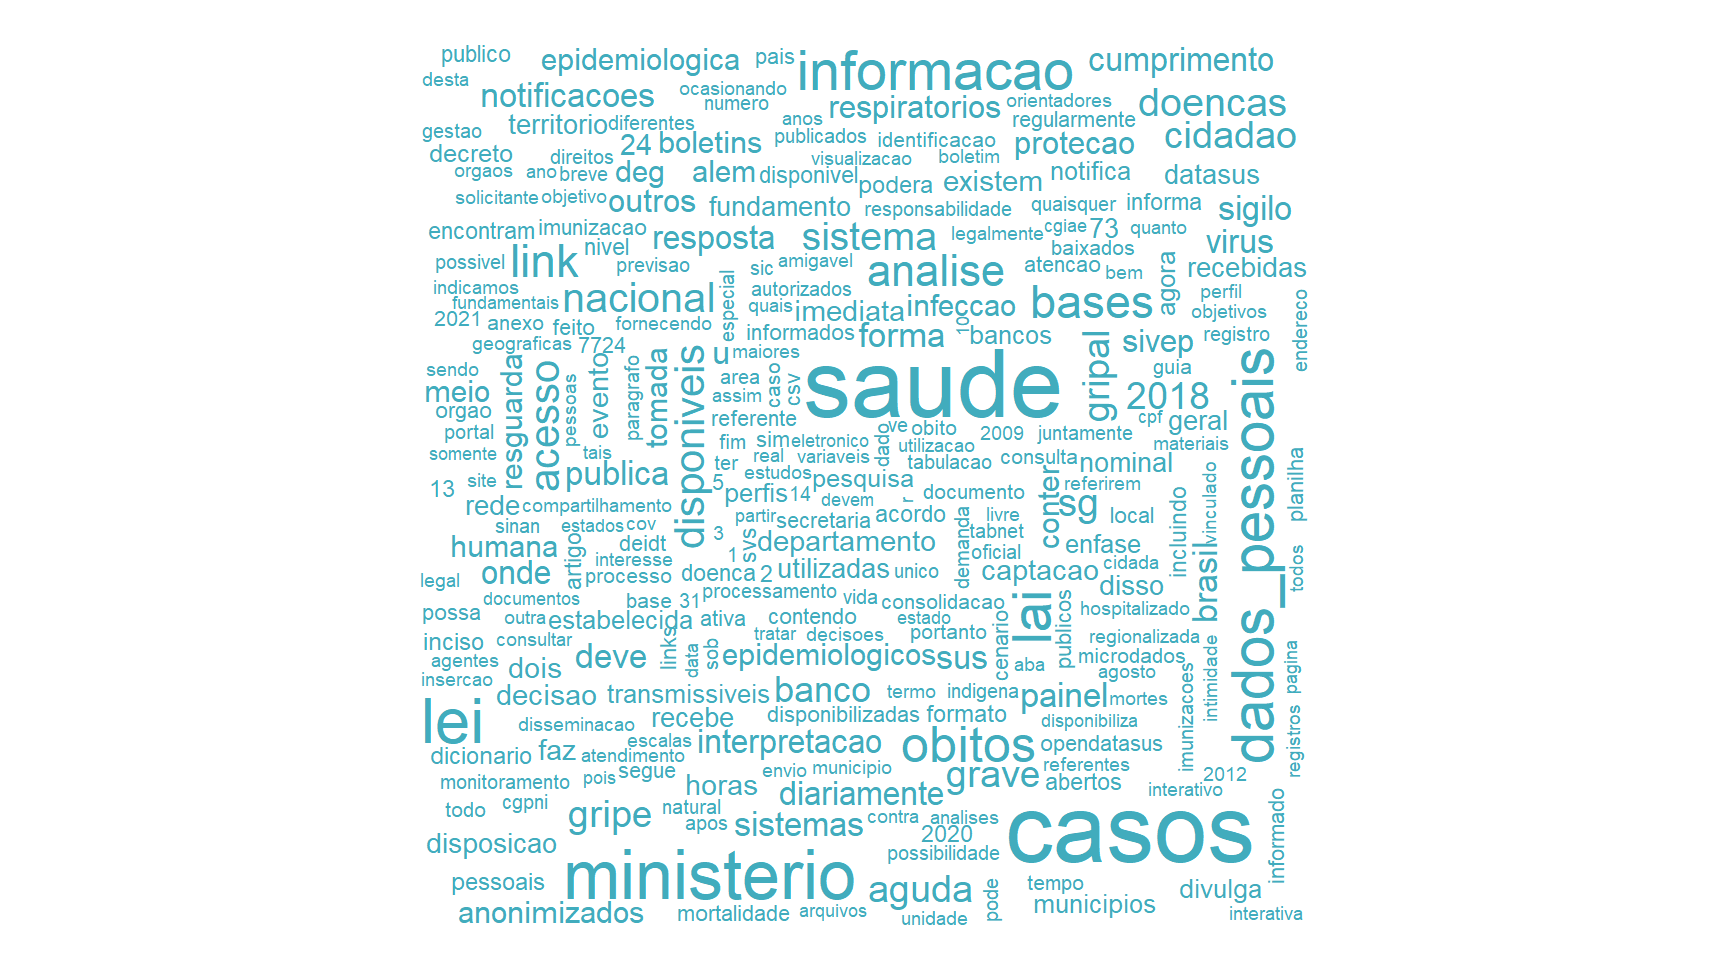 publico
epidemiologica
pais
informacao
cumprimento
desta
notificacoes
ocasionando
numero
respiratorios
orientadores
doencas
gestao
territorio
diferentes
anos
regularmente
24
boletins
publicados
identificacao
protecao
cidadao
decreto
direitos
visualizacao
boletim
orgaos
ano
breve
deg
alem
disponivel
podera
existem
notifica
datasus
solicitante
objetivo
outros
fundamento
responsabilidade
quaisquer
informa
sigilo
encontram
imunizacao
resposta
sistema
legalmente
cgiae
73
quanto
virus
possivel
link
nivel
previsao
sic
amigavel
analise
atencao
baixados
bem
agora
recebidas
indicamos
fundamentais
nacional
especial
autorizados
quais
imediata
infeccao
bases
perfil
objetivos
endereco
2021
anexo
feito
fornecendo
informados
forma
10
bancos
sivep
registro
geograficas
7724
u
maiores
gripal
guia
sendo
resguarda
acesso
pessoas
evento
paragrafo
tomada
disponiveis
area
caso
csv
saude
2018
dados_pessoais
meio
assim
orgao
referente
cpf
geral
portal
fim
sim
eletronico
dado
ve
obito
utilizacao
2009
juntamente
materiais
somente
tais
real
variaveis
tabulacao
consulta
nominal
planilha
site
publica
ter
estudos
pesquisa
conter
referirem
vinculado
13
5
perfis
14
devem
r
documento
sg
incluindo
rede
compartilhamento
partir
secretaria
acordo
demanda
livre
local
sinan
estados
cov
3
svs
tabnet
humana
artigo
deidt
departamento
oficial
enfase
brasil
todos
interesse
1
legal
onde
processo
doenca
2
utilizadas
unico
captacao
cidada
disso
documentos
base
31
processamento
vida
consolidacao
lai
publicos
hospitalizado
possa
outra
estabelecida
ativa
contendo
estado
cenario
inciso
consultar
links
data
sob
tratar
decisoes
portanto
regionalizada
intimidade
pagina
agentes
dois
deve
epidemiologicos
sus
aba
microdados
imunizacoes
insercao
agosto
decisao
transmissiveis
banco
termo
indigena
painel
mortes
registros
lei
disseminacao
recebe
disponibilizadas
formato
disponibiliza
dicionario
faz
escalas
atendimento
interpretacao
obitos
opendatasus
monitoramento
pois
segue
envio
municipio
grave
referentes
abertos
2012
todo
cgpni
horas
diariamente
interativo
gripe
natural
apos
sistemas
contra
analises
2020
casos
informado
disposicao
possibilidade
pessoais
ministerio
aguda
pode
tempo
divulga
anonimizados
mortalidade
arquivos
unidade
municipios
interativa